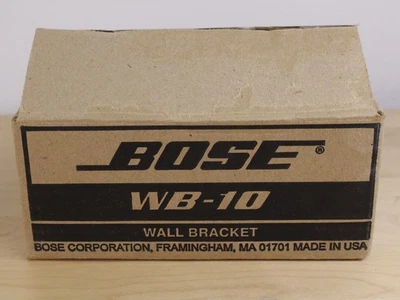 BOSE®
WB-10
WALL BRACKET
BOSE CORPORATION, FRAMINGHAM, MA 01701 MADE IN USA